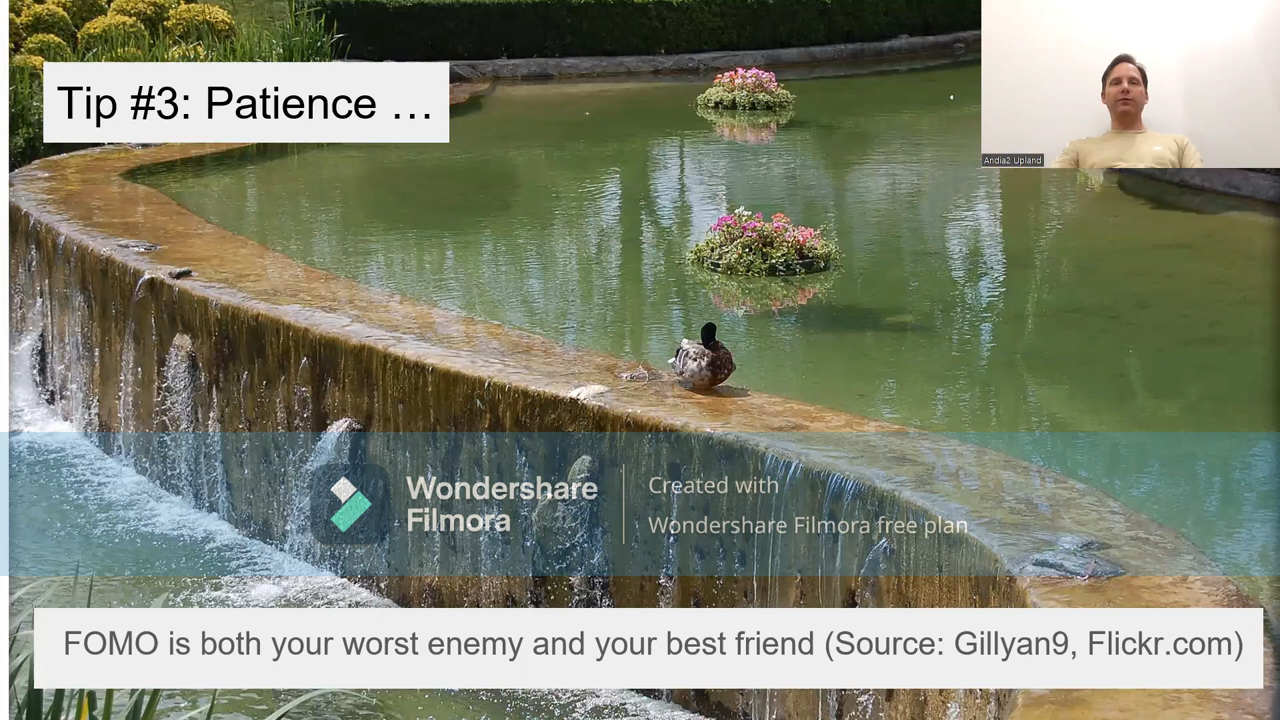 Tip #3: Patience …
Andia2 Upland
Wondershare
Filmora
Created with
Wondershare Filmora free plan
FOMO is both your worst enemy and your best friend (Source: Gillyan9, Flickr.com)